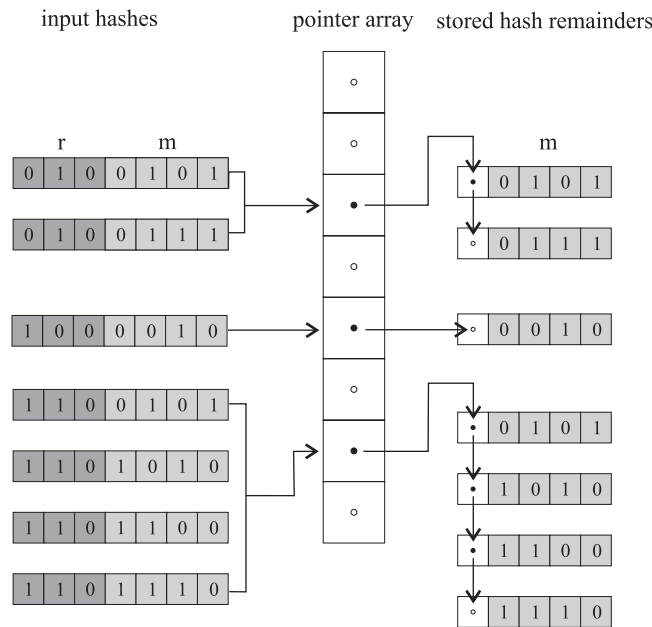 input hashes pointer array stored hash remainders
r m m
0 1 0 0 1 0 1 0 1 0 1
0 1 0 0 1 1 1 0 1 1 1
1 0 0 0 0 1 0 0 0 1 0
1 1 0 0 1 0 1 0 1 0 1
1 1 0 1 0 1 0 1 0 1 0
1 1 0 1 1 0 0 1 1 0 0
1 1 0 1 1 1 0 1 1 1 0